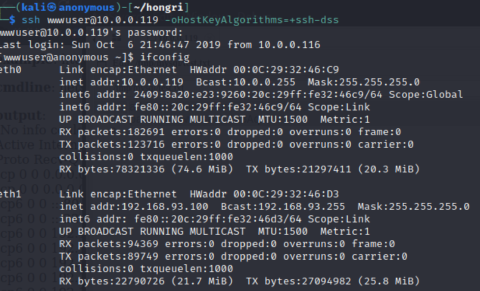 (kali㉿anonymous)-[~/hongri]
$ ssh wwwuser@10.0.0.119 -oHostKeyAlgorithms=+ssh-dss
wwwuser@10.0.0.119's password:
Last login: Sun Oct  6 21:46:47 2019 from 10.0.0.116
[wwwuser@anonymous ~]$ ifconfig
eth0      Link encap:Ethernet  HWaddr 00:0C:29:32:46:C9
inet addr:10.0.0.119  Bcast:10.0.0.255  Mask:255.255.255.0
inet6 addr: 2409:8a20:e23:9260:20c:29ff:fe32:46c9/64 Scope:Global
inet6 addr: fe80::20c:29ff:fe32:46c9/64 Scope:Link
UP BROADCAST RUNNING MULTICAST  MTU:1500  Metric:1
RX packets:182691 errors:0 dropped:0 overruns:0 frame:0
TX packets:123716 errors:0 dropped:0 overruns:0 carrier:0
collisions:0 txqueuelen:1000
RX bytes:78321336 (74.6 MiB)  TX bytes:21297411 (20.3 MiB)
eth1      Link encap:Ethernet  HWaddr 00:0C:29:32:46:D3
inet addr:192.168.93.100  Bcast:192.168.93.255  Mask:255.255.255.0
inet6 addr: fe80::20c:29ff:fe32:46d3/64 Scope:Link
UP BROADCAST RUNNING MULTICAST  MTU:1500  Metric:1
RX packets:94369 errors:0 dropped:0 overruns:0 frame:0
TX packets:89749 errors:0 dropped:0 overruns:0 carrier:0
collisions:0 txqueuelen:1000
RX bytes:22790726 (21.7 MiB)  TX bytes:27094982 (25.8 MiB)